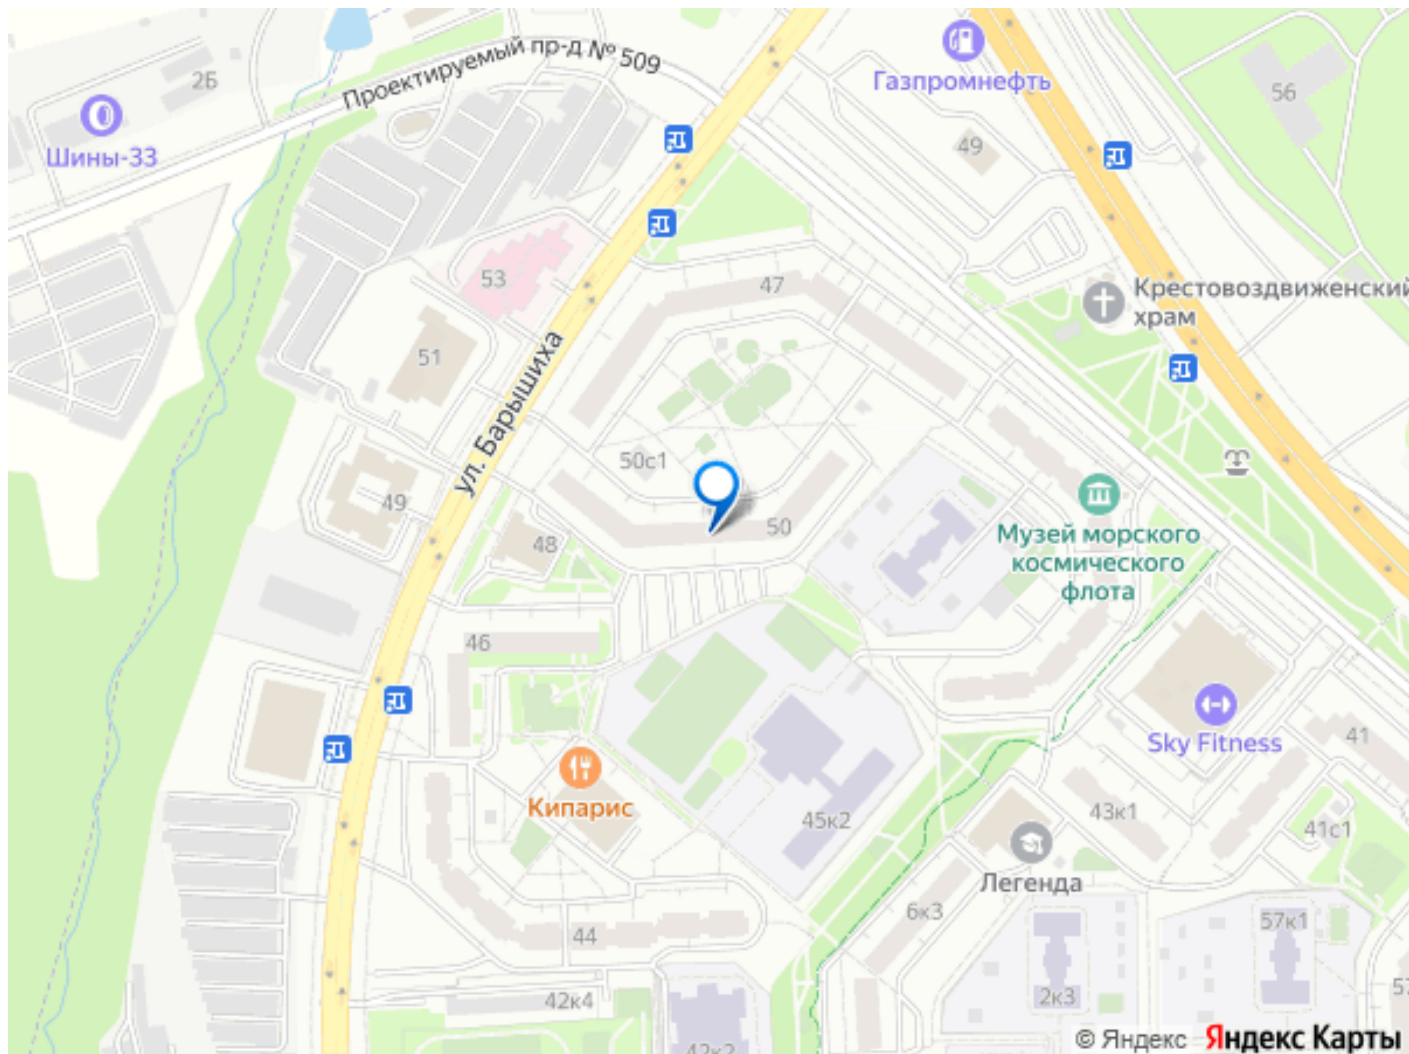 Проектируемый пр-д № 509
26
Шины-33
Газпромнефть
56
49
53
47
Крестовоздвиженский
храм
51
ул. Барышиха
50с1
49
50
48
Музей морского
космического
флота
46
Sky Fitness
41
Кипарис
45к2
43к1
41с1
Легенда
6к3
57к1
44
42к4
2к3
57
42к2
© Яндекс Яндекс Карты